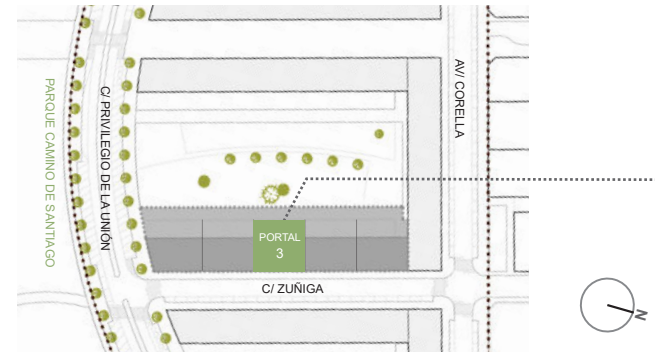 PARQUE CAMINO DE SANTIAGO
C/ PRIVILEGIO DE LA UNIÓN
AV/ CORELLA
PORTAL
3
C/ ZUÑIGA
N